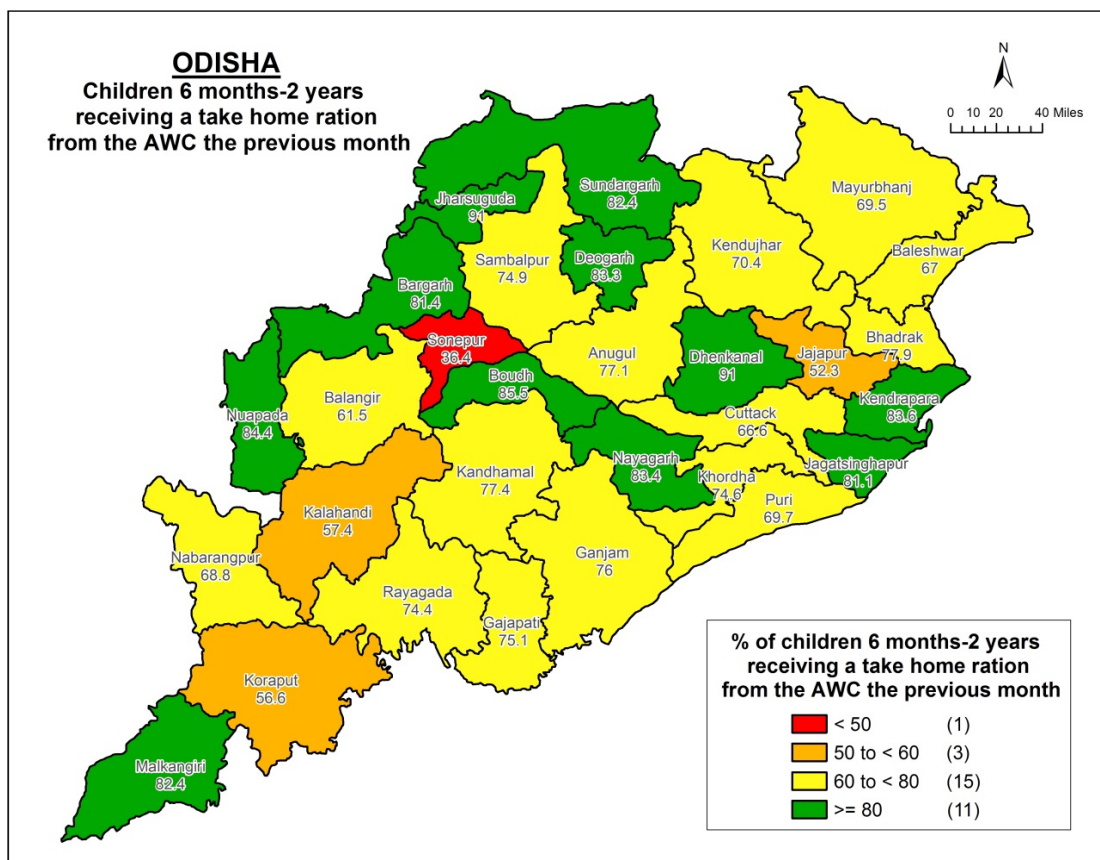 ODISHA
Children 6 months-2 years
receiving a take home ration
from the AWC the previous month
N
0 10 20 40 Miles
Mayurbhanj
69.5
Sundargarh
82.4
Jharsuguda
91
Baleshwar
67
Kendujhar
70.4
Sambalpur
74.9
Deogarh
83.3
Bargarh
81.4
Sonepur
36.4
Bhadrak
77.9
Anugul
77.1
Dhenkanal
91
Jajapur
52.3
Boudh
85.5
Balangir
61.5
Kendrapara
83.6
Nuapada
84.4
Cuttack
66.6
Nayagarh
83.4
Jagatsinghapur
81.1
Kandhamal
77.4
Khordha
74.6
Puri
69.7
Kalahandi
57.4
Nabarangpur
68.8
Ganjam
76
Rayagada
74.4
Gajapati
75.1
Koraput
56.6
Malkangiri
82.4
% of children 6 months-2 years
receiving a take home ration
from the AWC the previous month
< 50 (1)
50 to < 60 (3)
60 to < 80 (15)
>= 80 (11)